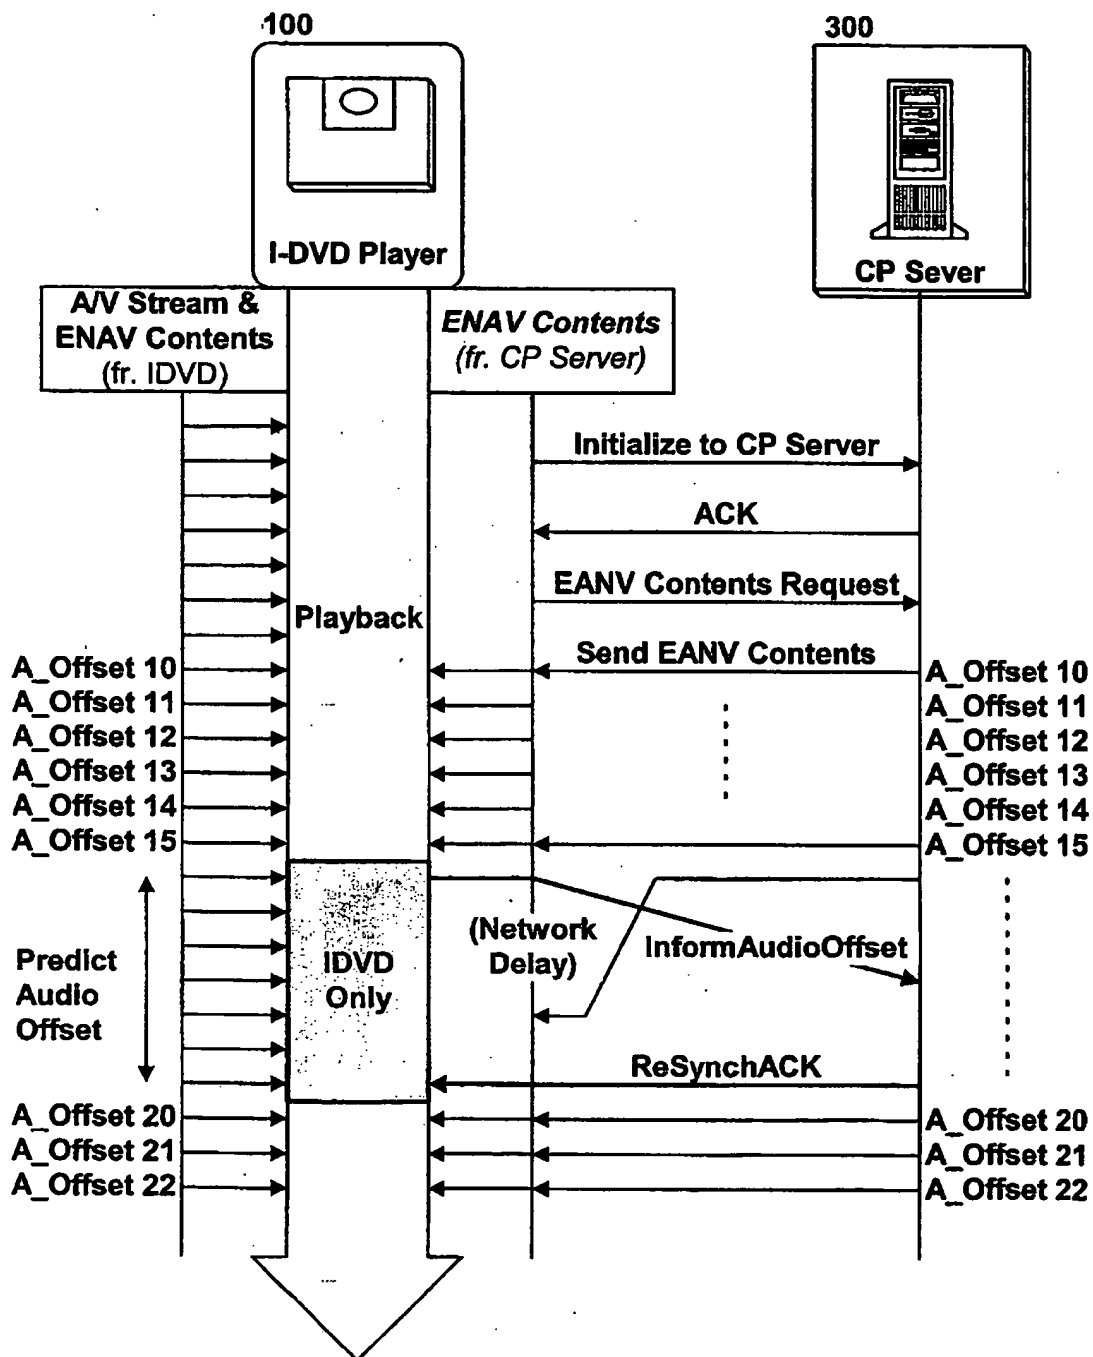 100
300
I-DVD Player
CP Sever
A/V Stream &
ENAV Contents
(fr. IDVD)
ENAV Contents
(fr. CP Server)
Initialize to CP Server
ACK
EANV Contents Request
Playback
Send EANV Contents
A_Offset 10
A_Offset 11
A_Offset 12
A_Offset 13
A_Offset 14
A_Offset 15
A_Offset 10
A_Offset 11
A_Offset 12
A_Offset 13
A_Offset 14
A_Offset 15
Predict
Audio
Offset
IDVD
Only
(Network
Delay)
InformAudioOffset
ReSynchACK
A_Offset 20
A_Offset 21
A_Offset 22
A_Offset 20
A_Offset 21
A_Offset 22